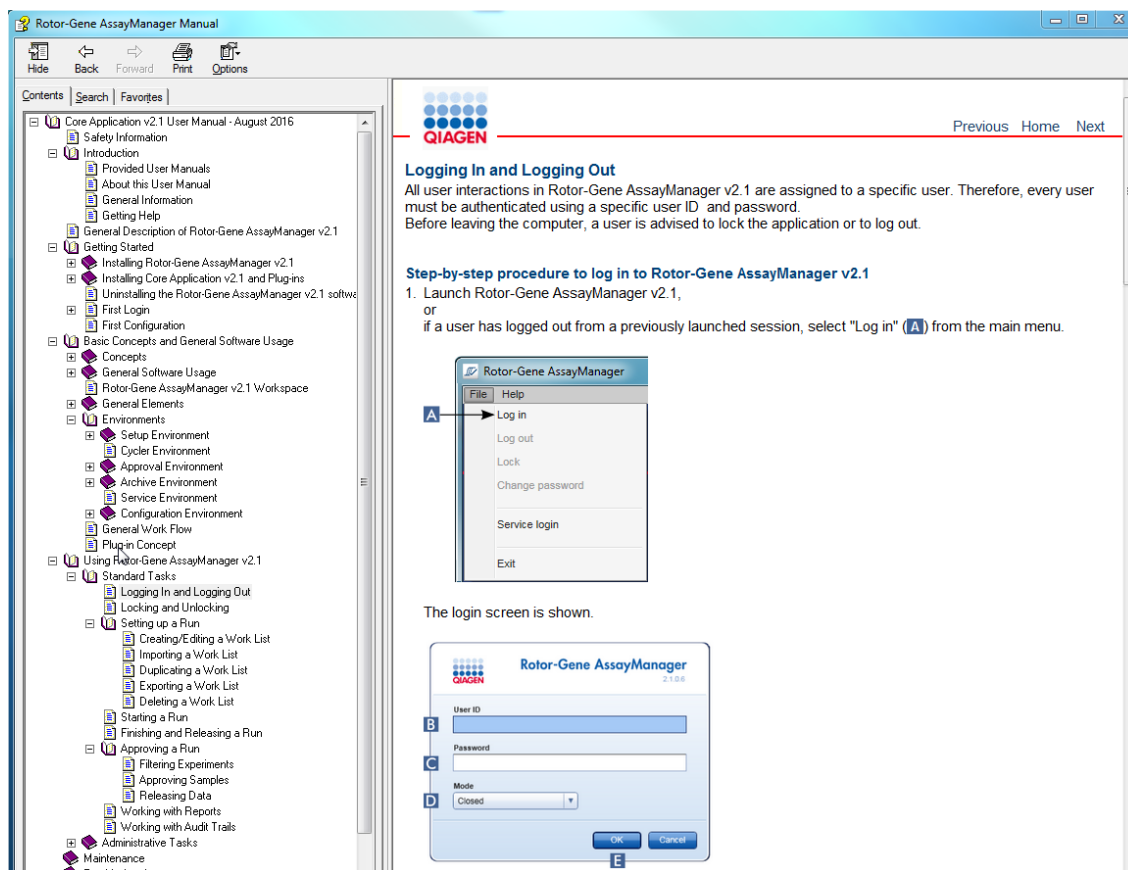 Rotor-Gene AssayManager Manual
Hide Back Forward Print Options
Contents Search Favorites
Core Application v2.1 User Manual - August 2016
Safety Information
Introduction
Provided User Manuals
About this User Manual
General Information
Getting Help
General Description of Rotor-Gene AssayManager v2.1
Getting Started
Installing Rotor-Gene AssayManager v2.1
Installing Core Application v2.1 and Plug-ins
Uninstalling the Rotor-Gene AssayManager v2.1 softwa
First Login
First Configuration
Basic Concepts and General Software Usage
Concepts
General Software Usage
Rotor-Gene AssayManager v2.1 Workspace
General Elements
Environments
Setup Environment
Cycler Environment
Approval Environment
Archive Environment
Service Environment
Configuration Environment
General Work Flow
Plug-in Concept
Using Rotor-Gene AssayManager v2.1
Standard Tasks
Logging In and Logging Out
Locking and Unlocking
Setting up a Run
Creating/Editing a Work List
Importing a Work List
Duplicating a Work List
Exporting a Work List
Deleting a Work List
Starting a Run
Finishing and Releasing a Run
Approving a Run
Filtering Experiments
Approving Samples
Releasing Data
Working with Reports
Working with Audit Trails
Administrative Tasks
Maintenance
QIAGEN
Previous Home Next
Logging In and Logging Out
All user interactions in Rotor-Gene AssayManager v2.1 are assigned to a specific user. Therefore, every user
must be authenticated using a specific user ID and password.
Before leaving the computer, a user is advised to lock the application or to log out.
Step-by-step procedure to log in to Rotor-Gene AssayManager v2.1
1. Launch Rotor-Gene AssayManager v2.1,
or
if a user has logged out from a previously launched session, select "Log in" (A) from the main menu.
Rotor-Gene AssayManager
File Help
A Log in
Log out
Lock
Change password
Service login
Exit
The login screen is shown.
QIAGEN
Rotor-Gene AssayManager
2.1.0.6
User ID
B
Password
C
Mode
D Closed
OK Cancel
E